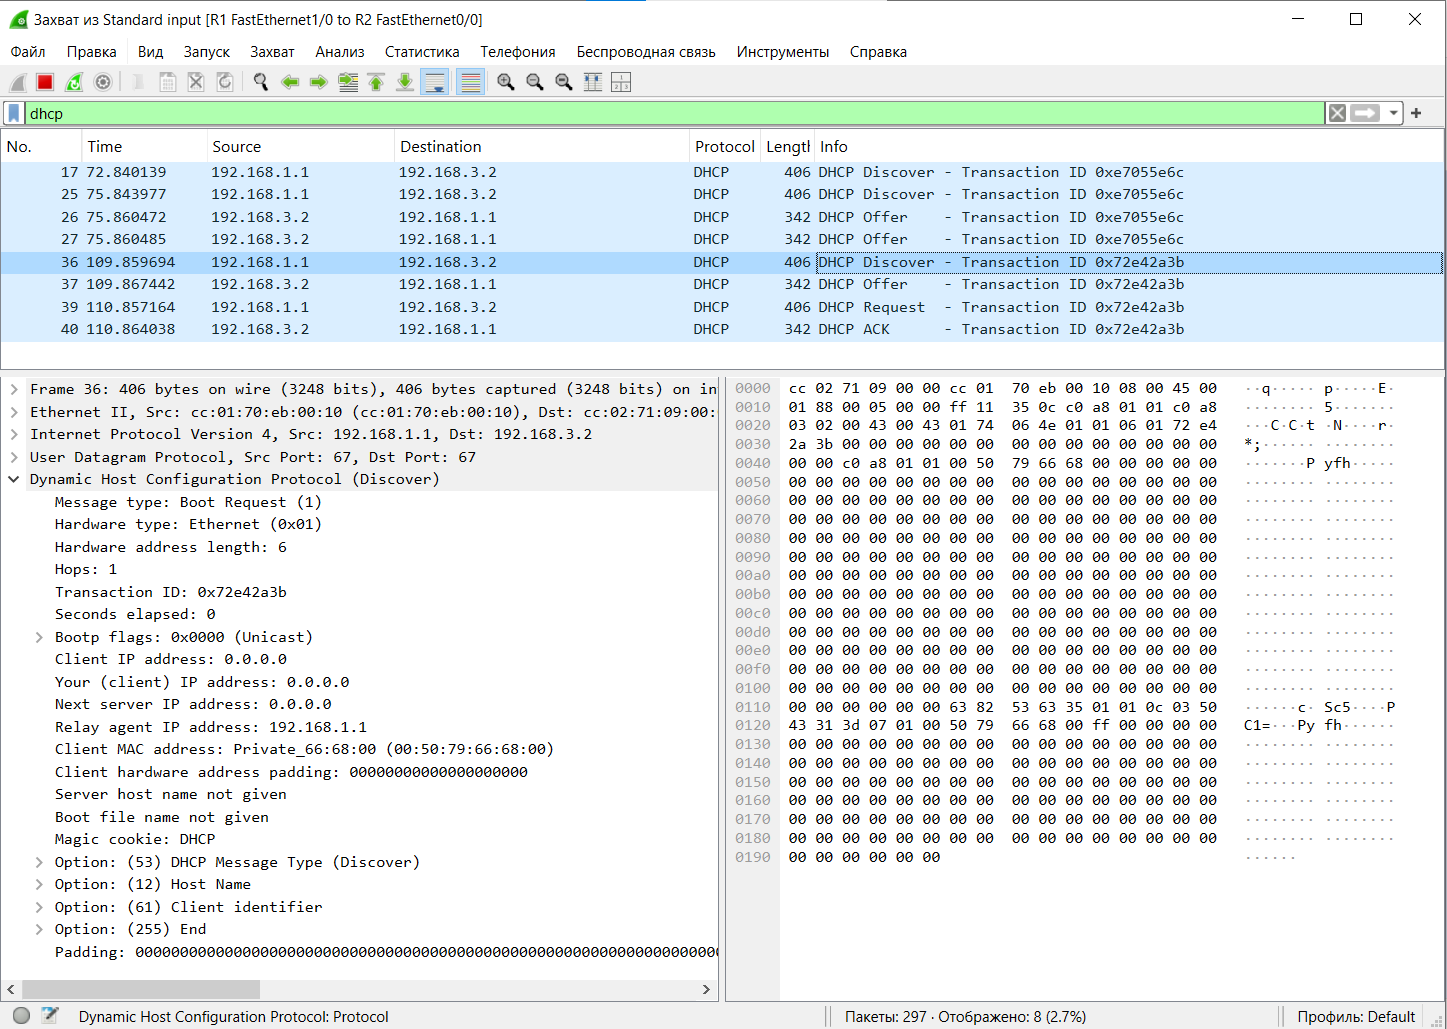 Захват из Standard input [R1 FastEthernet1/0 to R2 FastEthernet0/0]
Файл Правка Вид Запуск Захват Анализ Статистика Телефония Беспроводная связь Инструменты Справка
dhcp
No. Time Source Destination Protocol Lengtl Info
17 72.840139 192.168.1.1 192.168.3.2 DHCP 406 DHCP Discover - Transaction ID 0xe7055e6c
25 75.843977 192.168.1.1 192.168.3.2 DHCP 406 DHCP Discover - Transaction ID 0xe7055e6c
26 75.860472 192.168.3.2 192.168.1.1 DHCP 342 DHCP Offer - Transaction ID 0xe7055e6c
27 75.860485 192.168.3.2 192.168.1.1 DHCP 342 DHCP Offer - Transaction ID 0xe7055e6c
36 109.859694 192.168.1.1 192.168.3.2 DHCP 406 DHCP Discover - Transaction ID 0x72e42a3b
37 109.867442 192.168.3.2 192.168.1.1 DHCP 342 DHCP Offer - Transaction ID 0x72e42a3b
39 110.857164 192.168.1.1 192.168.3.2 DHCP 406 DHCP Request - Transaction ID 0x72e42a3b
40 110.864038 192.168.3.2 192.168.1.1 DHCP 342 DHCP ACK - Transaction ID 0x72e42a3b
Frame 36: 406 bytes on wire (3248 bits), 406 bytes captured (3248 bits) on in
Ethernet II, Src: cc:01:70:eb:00:10 (cc:01:70:eb:00:10), Dst: cc:02:71:09:00:
Internet Protocol Version 4, Src: 192.168.1.1, Dst: 192.168.3.2
User Datagram Protocol, Src Port: 67, Dst Port: 67
Dynamic Host Configuration Protocol (Discover)
Message type: Boot Request (1)
Hardware type: Ethernet (0x01)
Hardware address length: 6
Hops: 1
Transaction ID: 0x72e42a3b
Seconds elapsed: 0
Bootp flags: 0x0000 (Unicast)
Client IP address: 0.0.0.0
Your (client) IP address: 0.0.0.0
Next server IP address: 0.0.0.0
Relay agent IP address: 192.168.1.1
Client MAC address: Private_66:68:00 (00:50:79:66:68:00)
Client hardware address padding: 00000000000000000000
Server host name not given
Boot file name not given
Magic cookie: DHCP
Option: (53) DHCP Message Type (Discover)
Option: (12) Host Name
Option: (61) Client identifier
Option: (255) End
Padding: 000000000000000000000000000000000000000000000000000000000000000000
0000 cc 02 71 09 00 00 cc 01 70 eb 00 10 08 00 45 00 ··q····· p·····E·
0010 01 88 00 05 00 00 ff 11 35 0c c0 a8 01 01 c0 a8 ········ 5·······
0020 03 02 00 43 00 43 01 74 06 4e 01 01 06 01 72 e4 ···C·C·t ·N····r·
0030 2a 3b 00 00 00 00 00 00 00 00 00 00 00 00 00 00 *;······ ········
0040 00 00 c0 a8 01 01 00 50 79 66 68 00 00 00 00 00 ·······P yfh·····
0050 00 00 00 00 00 00 00 00 00 00 00 00 00 00 00 00 ········ ········
0060 00 00 00 00 00 00 00 00 00 00 00 00 00 00 00 00 ········ ········
0070 00 00 00 00 00 00 00 00 00 00 00 00 00 00 00 00 ········ ········
0080 00 00 00 00 00 00 00 00 00 00 00 00 00 00 00 00 ········ ········
0090 00 00 00 00 00 00 00 00 00 00 00 00 00 00 00 00 ········ ········
00a0 00 00 00 00 00 00 00 00 00 00 00 00 00 00 00 00 ········ ········
00b0 00 00 00 00 00 00 00 00 00 00 00 00 00 00 00 00 ········ ········
00c0 00 00 00 00 00 00 00 00 00 00 00 00 00 00 00 00 ········ ········
00d0 00 00 00 00 00 00 00 00 00 00 00 00 00 00 00 00 ········ ········
00e0 00 00 00 00 00 00 00 00 00 00 00 00 00 00 00 00 ········ ········
00f0 00 00 00 00 00 00 00 00 00 00 00 00 00 00 00 00 ········ ········
0100 00 00 00 00 00 00 00 00 00 00 00 00 00 00 00 00 ········ ········
0110 00 00 00 00 00 00 63 82 53 63 35 01 01 0c 03 50 ······c· Sc5····P
0120 43 31 3d 07 01 00 50 79 66 68 00 ff 00 00 00 00 C1=···Py fh······
0130 00 00 00 00 00 00 00 00 00 00 00 00 00 00 00 00 ········ ········
0140 00 00 00 00 00 00 00 00 00 00 00 00 00 00 00 00 ········ ········
0150 00 00 00 00 00 00 00 00 00 00 00 00 00 00 00 00 ········ ········
0160 00 00 00 00 00 00 00 00 00 00 00 00 00 00 00 00 ········ ········
0170 00 00 00 00 00 00 00 00 00 00 00 00 00 00 00 00 ········ ········
0180 00 00 00 00 00 00 00 00 00 00 00 00 00 00 00 00 ········ ········
0190 00 00 00 00 00 00 ······
Dynamic Host Configuration Protocol: Protocol Пакеты: 297 · Отображено: 8 (2.7%) Профиль: Default